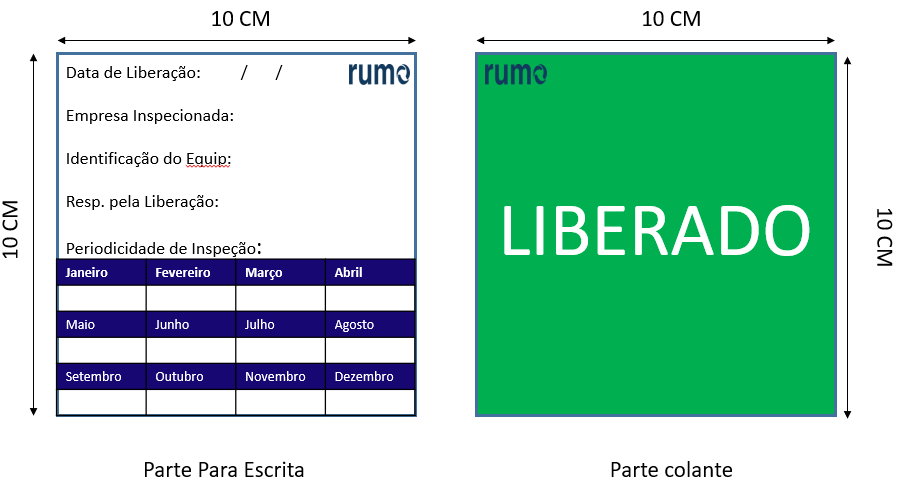 10 CM
10 CM
10 CM
Data de Liberação: / /
rumo
Empresa Inspecionada:
Identificação do Equip:
Resp. pela Liberação:
Periodicidade de Inspeção:
Janeiro Fevereiro Março Abril
Maio Junho Julho Agosto
Setembro Outubro Novembro Dezembro
Parte Para Escrita
rumo
LIBERADO
10 CM
Parte colante